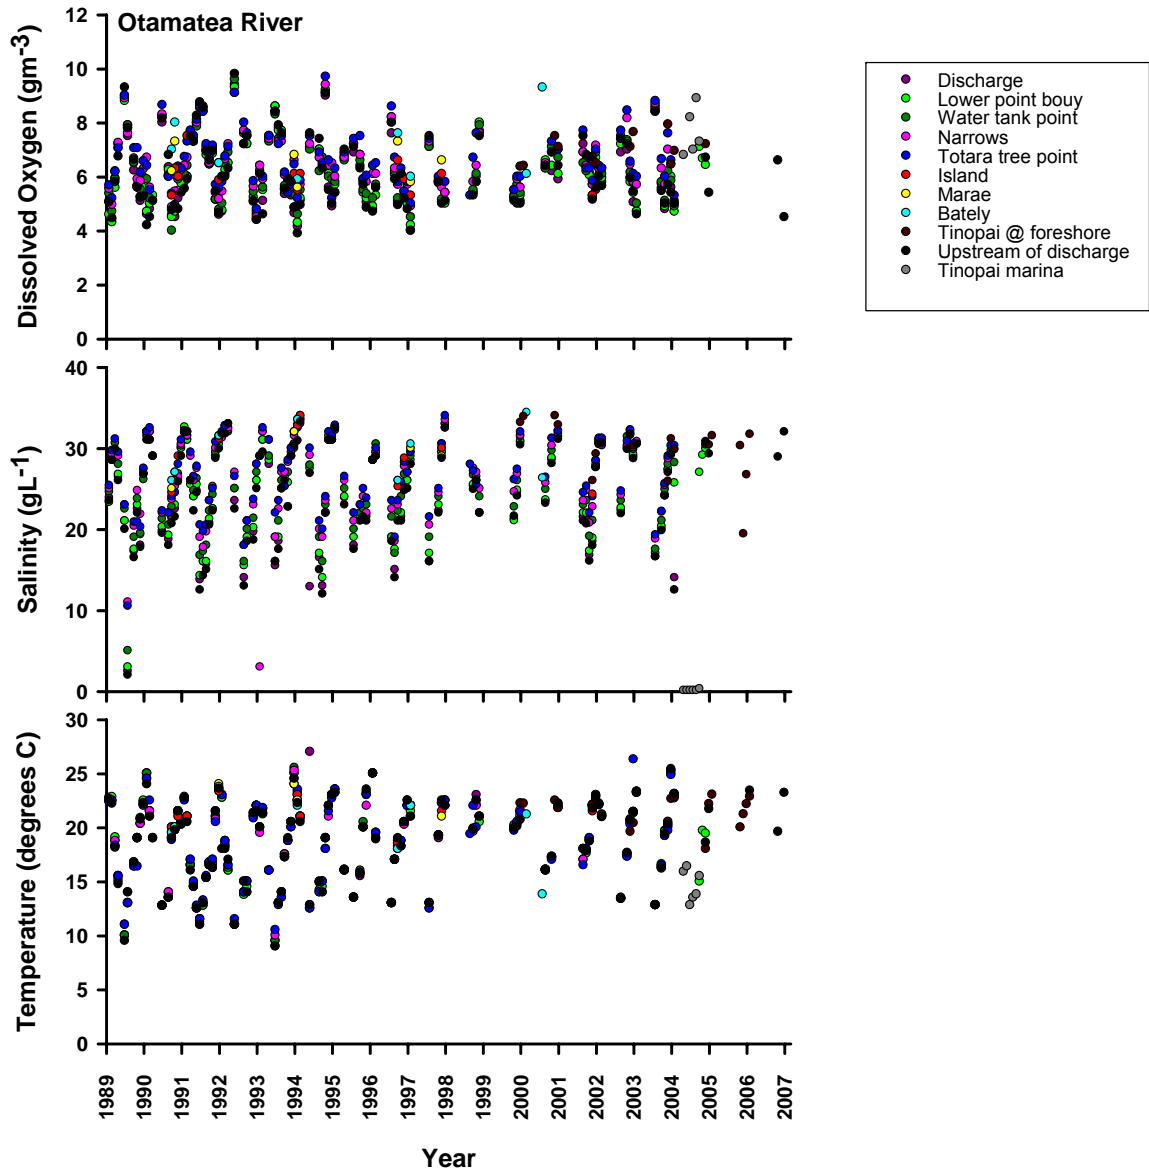 Otamatea River
Dissolved Oxygen (gm-3)
12
10
8
6
4
2
0
Discharge
Lower point bouy
Water tank point
Narrows
Totara tree point
Island
Marae
Bately
Tinopai @ foreshore
Upstream of discharge
Tinopai marina
Salinity (gL-1)
40
30
20
10
0
Temperature (degrees C)
30
25
20
15
10
5
0
1989
1990
1991
1992
1993
1994
1995
1996
1997
1998
1999
2000
2001
2002
2003
2004
2005
2006
2007
Year